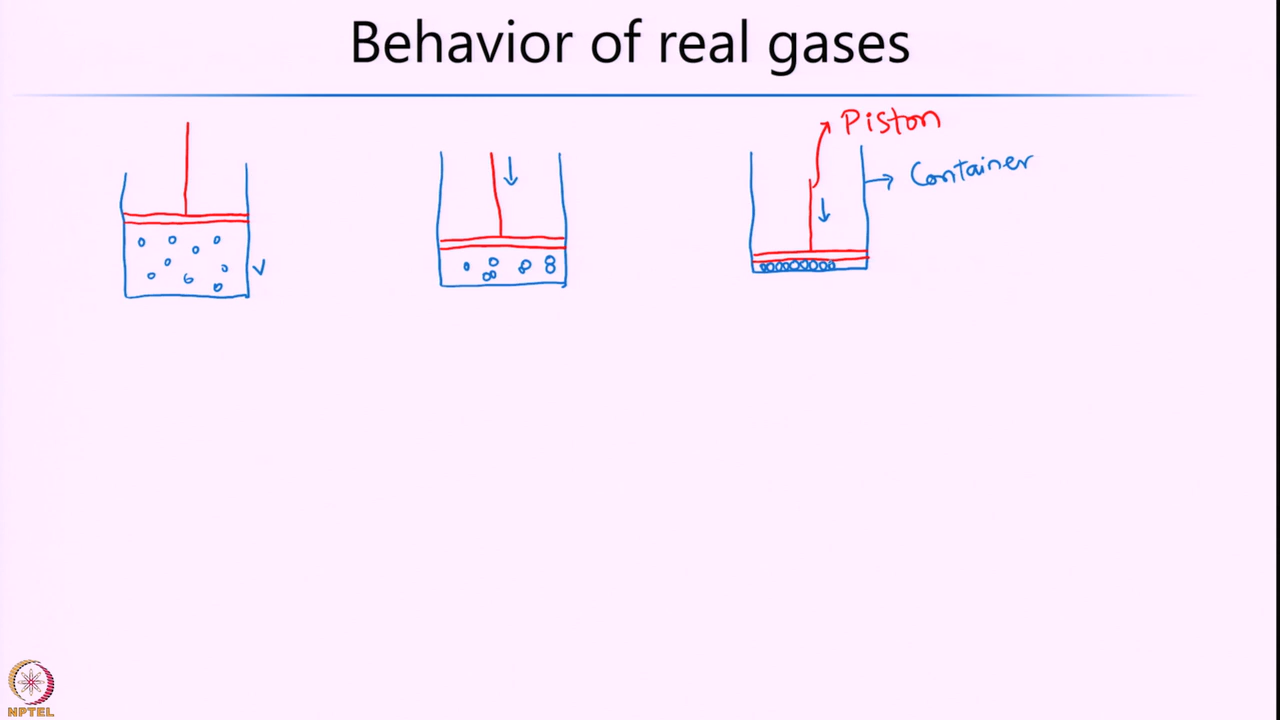 Behavior of real gases
Piston
Container
V
NPTEL